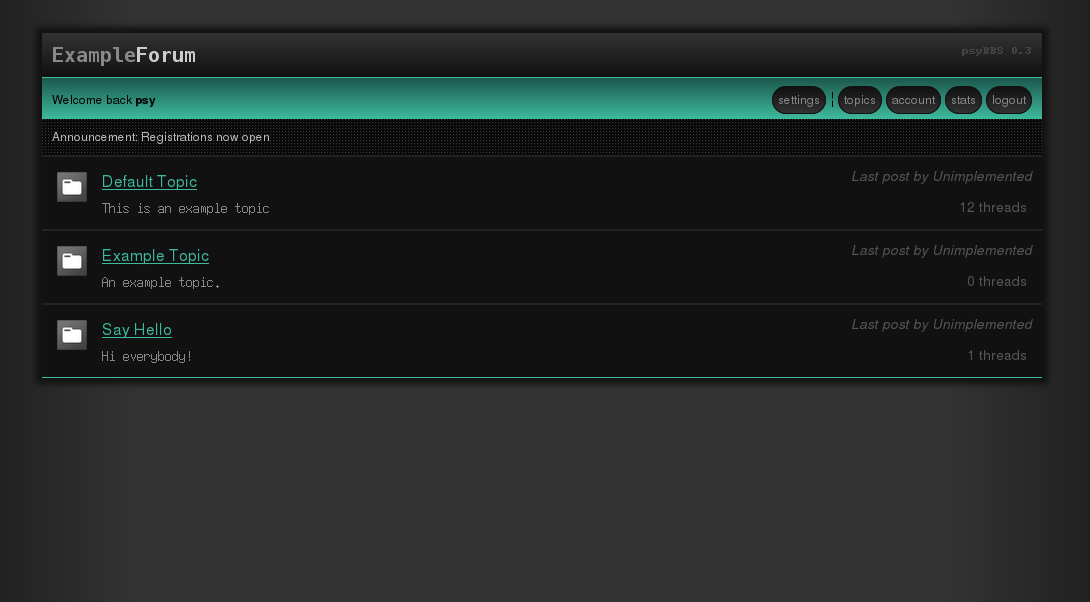 ExampleForum
psyBBS 0.3
Welcome back psy
settings ¦ topics account stats logout
Announcement: Registrations now open
Default Topic
Last post by Unimplemented
This is an example topic
12 threads
Example Topic
Last post by Unimplemented
An example topic.
0 threads
Say Hello
Last post by Unimplemented
Hi everybody!
1 threads